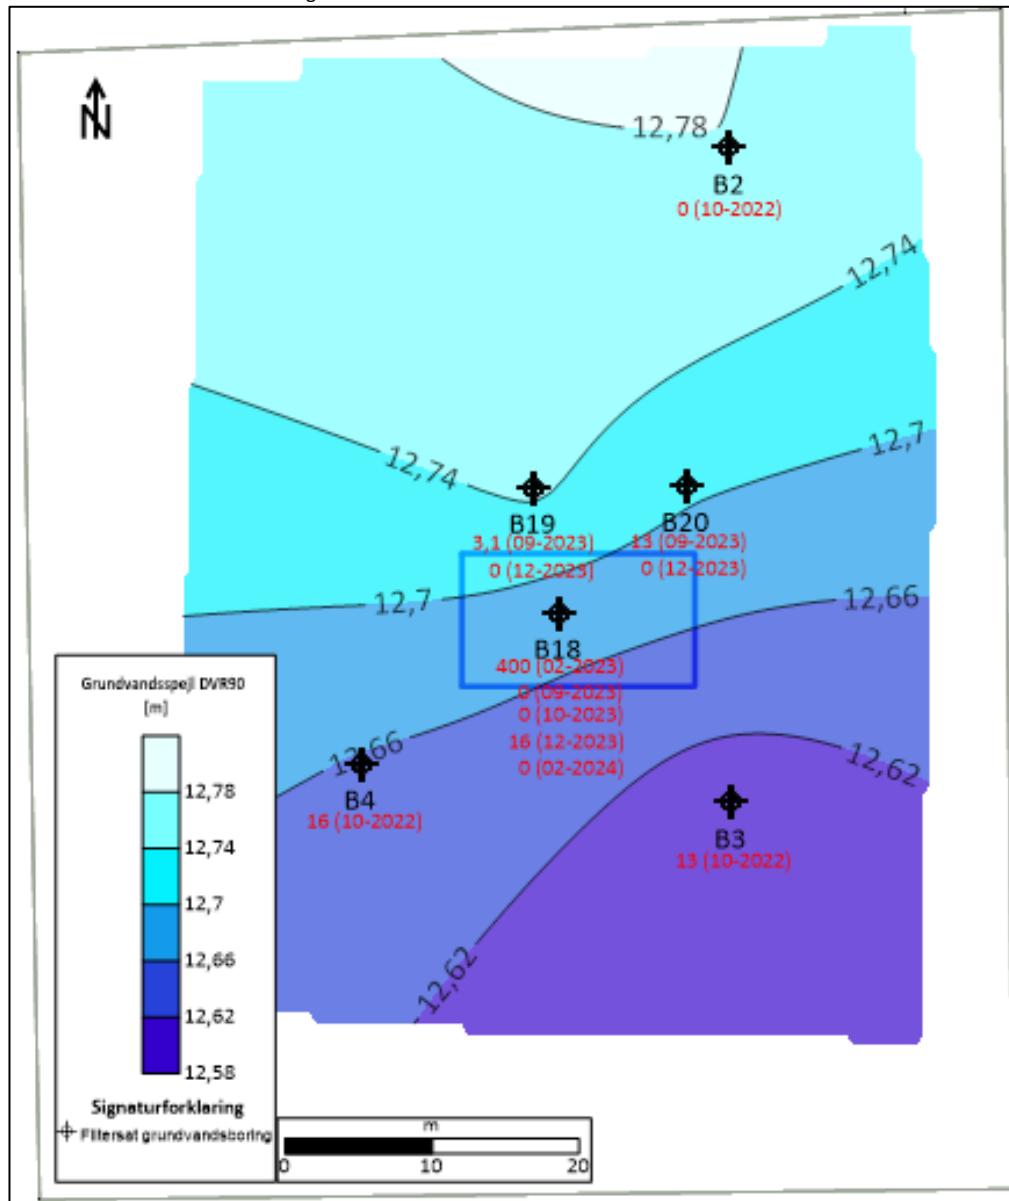 N
12,78
B2
0 (10-2022)
12,74
12,74
12,7
B19
3,1 (09-2023)
0 (12-2023)
B20
13 (09-2023)
0 (12-2023)
12,7
12,66
B18
400 (02-2023)
0 (09-2023)
0 (10-2023)
16 (12-2023)
0 (02-2024)
12,66
B4
16 (10-2022)
12,62
B3
13 (10-2022)
12,62
Grundvandsspejl DVR90
[m]
12,78
12,74
12,7
12,66
12,62
12,58
Signaturforklaring
Filtersat grundvandsboring
m
0 10 20